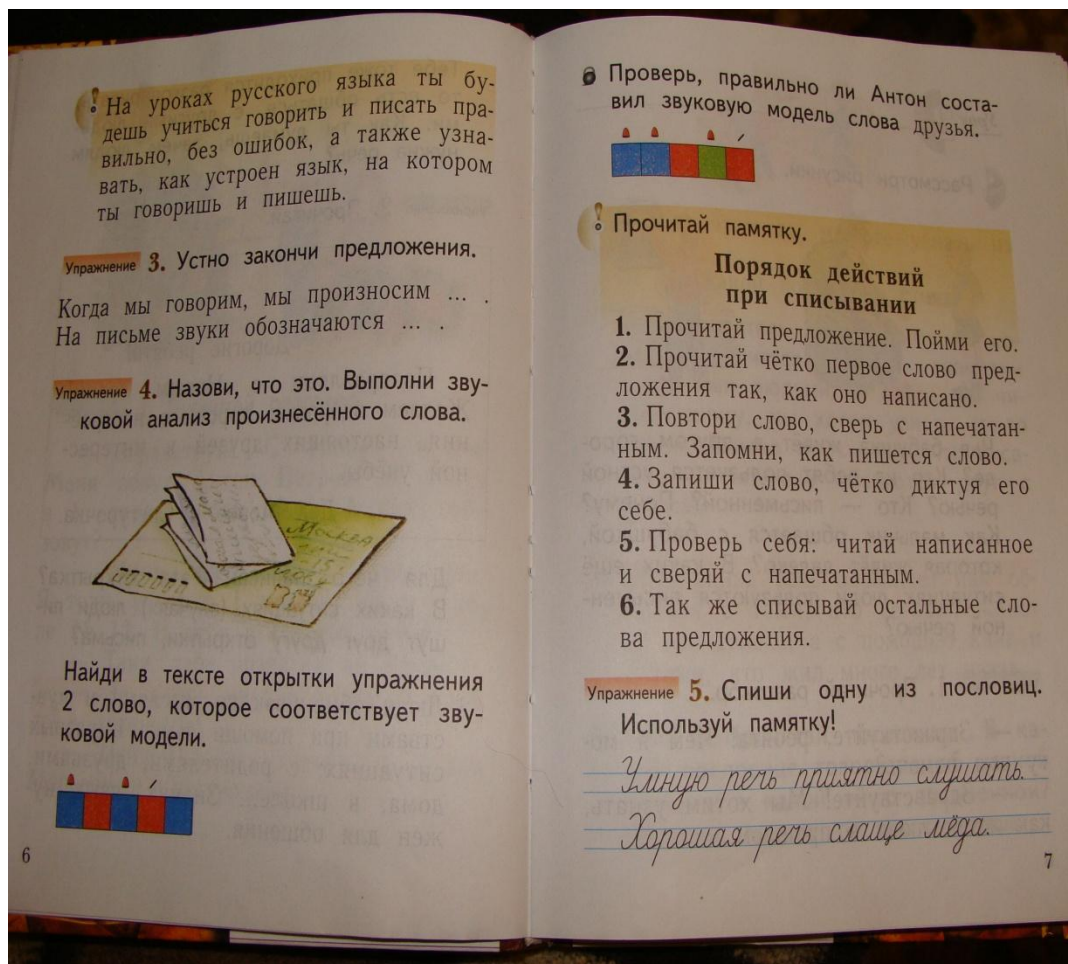 На уроках русского языка ты бу-
дешь учиться говорить и писать пра-
вильно, без ошибок, а также узна-
вать, как устроен язык, на котором
ты говоришь и пишешь.
Упражнение 3. Устно закончи предложения.
Когда мы говорим, мы произносим ... .
На письме звуки обозначаются ... .
Упражнение 4. Назови, что это. Выполни зву-
ковой анализ произнесённого слова.
Москва
Найди в тексте открытки упражнения
2 слово, которое соответствует зву-
ковой модели.
6
Проверь, правильно ли Антон соста-
вил звуковую модель слова друзья.
Прочитай памятку.
Порядок действий
при списывании
1. Прочитай предложение. Пойми его.
2. Прочитай чётко первое слово пред-
ложения так, как оно написано.
3. Повтори слово, сверь с напечатан-
ным. Запомни, как пишется слово.
4. Запиши слово, чётко диктуя его
себе.
5. Проверь себя: читай написанное
и сверяй с напечатанным.
6. Так же списывай остальные сло-
ва предложения.
Упражнение 5. Спиши одну из пословиц.
Используй памятку!
Умную речь приятно слушать.
Хорошая речь слаще мёда.
7